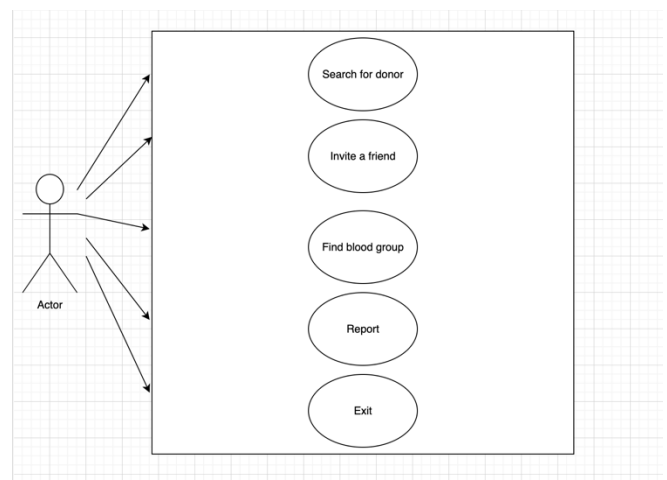 Search for donor
Invite a friend
Find blood group
Actor
Report
Exit